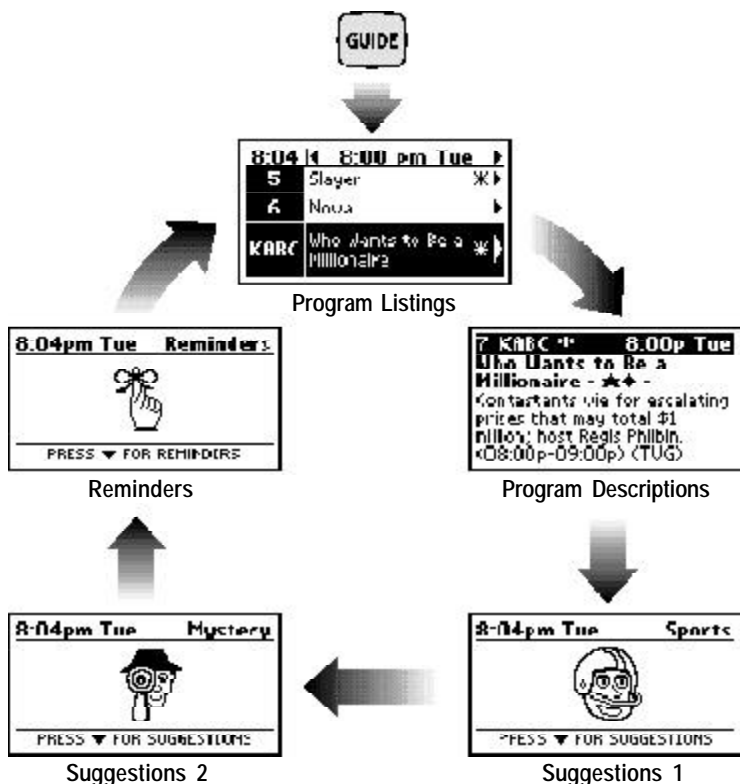 GUIDE
8:04 8:00 pm Tue
5 Slayer
6 Nova
KABC Who Wants to Be a
Millionaire
Program Listings
8:04pm Tue Reminders
PRESS ▼ FOR REMINDERS
Reminders
7 KABC 8:00p Tue
Who Wants to Be a
Millionaire -
Contestants vie for escalating
prizes that may total $1
million; host Regis Philbin.
(08:00p-09:00p) (TVG)
Program Descriptions
8:04pm Tue Mystery
PRESS ▼ FOR SUGGESTIONS
Suggestions 2
8:04pm Tue Sports
PRESS ▼ FOR SUGGESTIONS
Suggestions 1